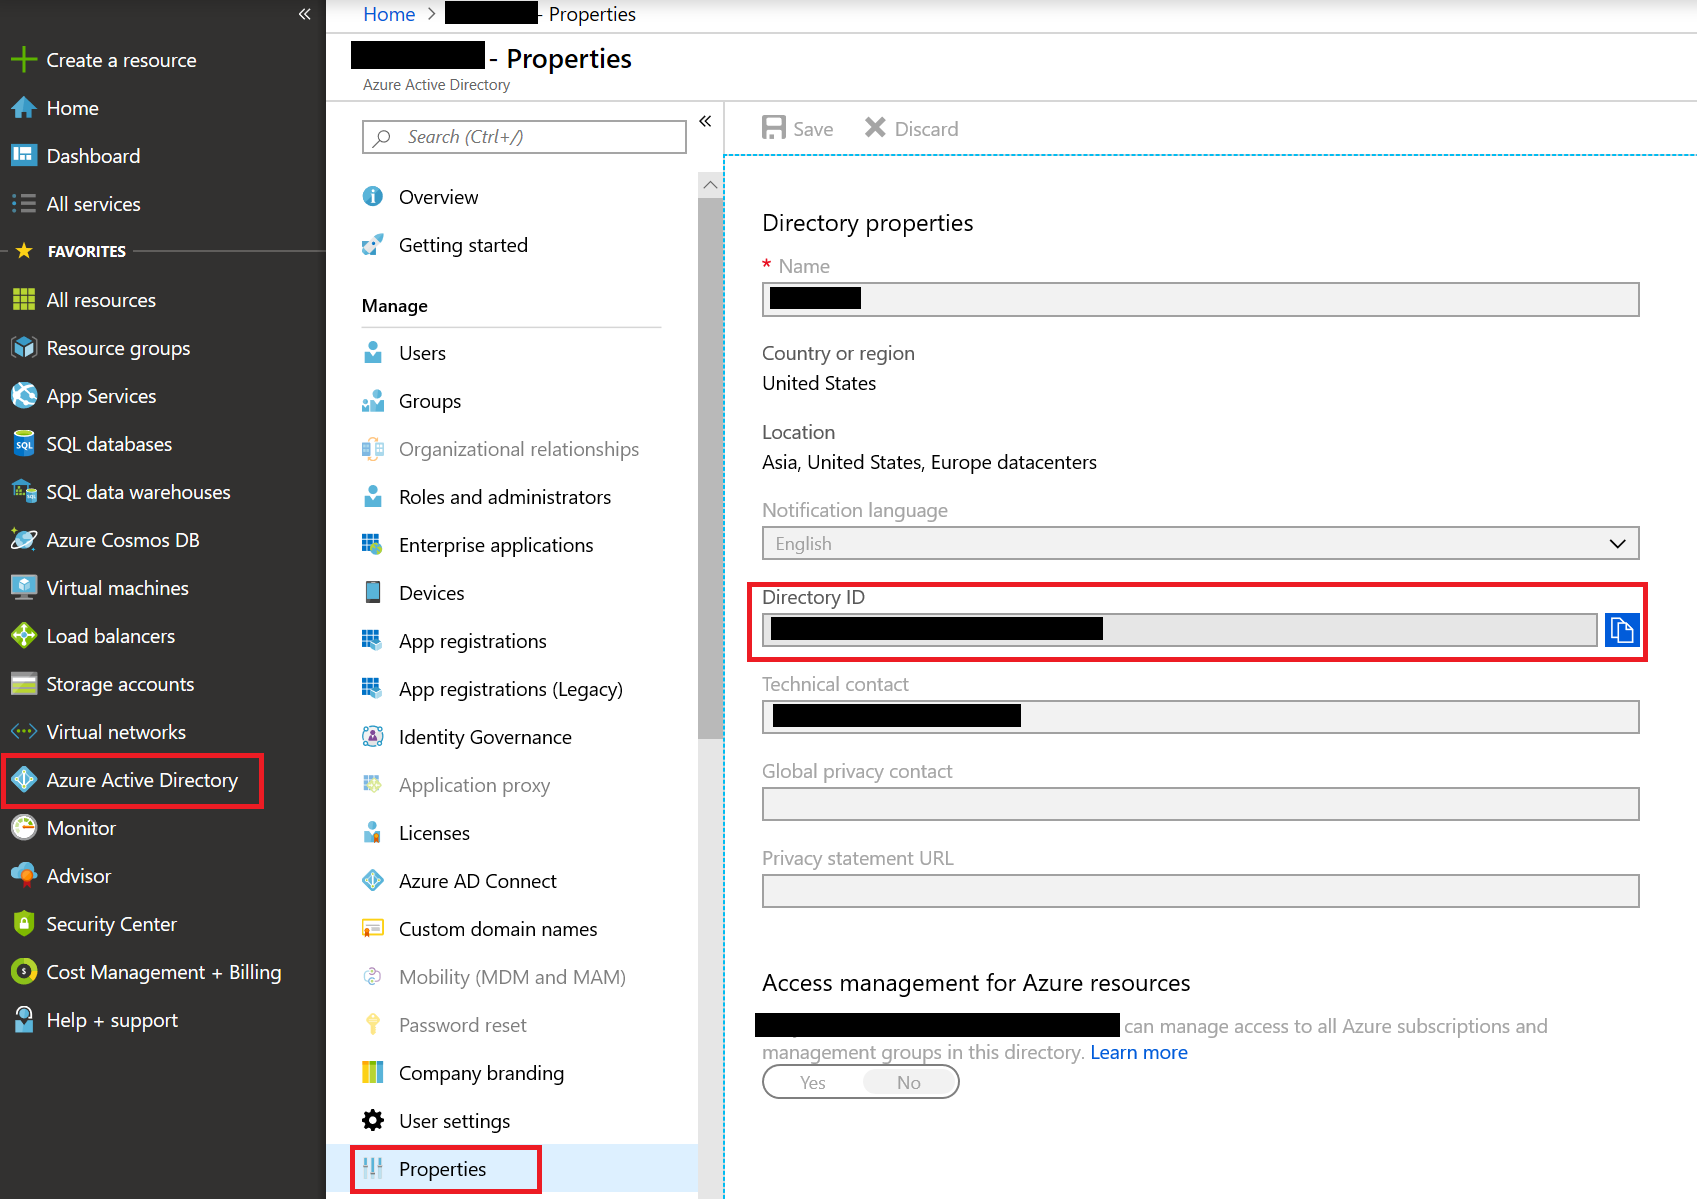 Create a resource
Home
Dashboard
All services
FAVORITES
All resources
Resource groups
App Services
SQL databases
SQL data warehouses
Azure Cosmos DB
Virtual machines
Load balancers
Storage accounts
Virtual networks
Azure Active Directory
Monitor
Advisor
Security Center
Cost Management + Billing
Help + support
Home > - Properties
- Properties
Azure Active Directory
Search (Ctrl+/)
Overview
Getting started
Manage
Users
Groups
Organizational relationships
Roles and administrators
Enterprise applications
Devices
App registrations
App registrations (Legacy)
Identity Governance
Application proxy
Licenses
Azure AD Connect
Custom domain names
Mobility (MDM and MAM)
Password reset
Company branding
User settings
Properties
Save Discard
Directory properties
* Name
Country or region
United States
Location
Asia, United States, Europe datacenters
Notification language
English
Directory ID
Technical contact
Global privacy contact
Privacy statement URL
Access management for Azure resources
can manage access to all Azure subscriptions and
management groups in this directory. Learn more
Yes No